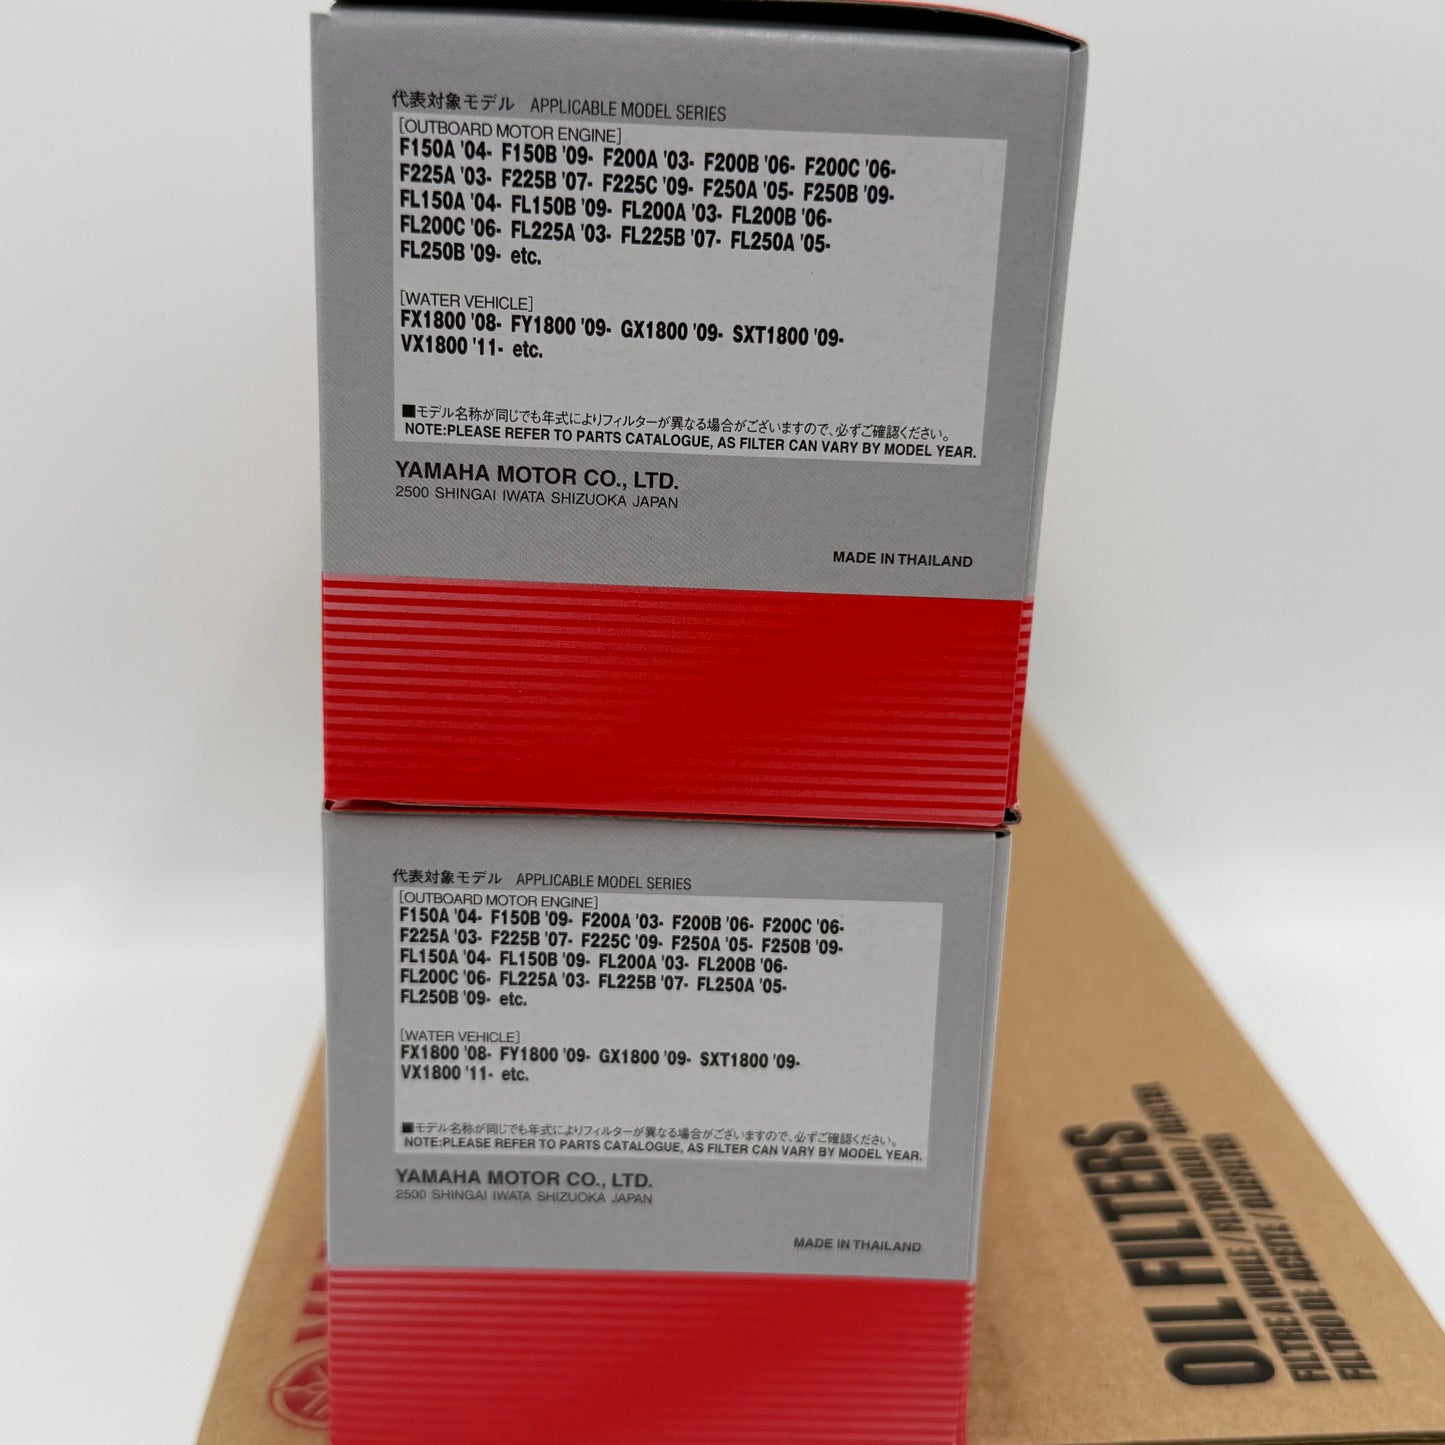 代表対象モデル APPLICABLE MODEL SERIES
[OUTBOARD MOTOR ENGINE]
F150A '04- F150B '09- F200A '03- F200B '06- F200C '06-
F225A '03- F225B '07- F225C '09- F250A '05- F250B '09-
FL150A '04- FL150B '09- FL200A '03- FL200B '06-
FL200C '06- FL225A '03- FL225B '07- FL250A '05-
FL250B '09- etc.
[WATER VEHICLE]
FX1800 '08- FY1800 '09- GX1800 '09- SXT1800 '09-
VX1800 '11- etc.
■モデル名称が同じでも年式によりフィルターが異なる場合がございますので、必ずご確認ください。
NOTE:PLEASE REFER TO PARTS CATALOGUE, AS FILTER CAN VARY BY MODEL YEAR.
YAMAHA MOTOR CO., LTD.
2500 SHINGAI IWATA SHIZUOKA JAPAN
MADE IN THAILAND
代表対象モデル APPLICABLE MODEL SERIES
[OUTBOARD MOTOR ENGINE]
F150A '04- F150B '09- F200A '03- F200B '06- F200C '06-
F225A '03- F225B '07- F225C '09- F250A '05- F250B '09-
FL150A '04- FL150B '09- FL200A '03- FL200B '06-
FL200C '06- FL225A '03- FL225B '07- FL250A '05-
FL250B '09- etc.
[WATER VEHICLE]
FX1800 '08- FY1800 '09- GX1800 '09- SXT1800 '09-
VX1800 '11- etc.
■モデル名称が同じでも年式によりフィルターが異なる場合がございますので、必ずご確認ください。
NOTE:PLEASE REFER TO PARTS CATALOGUE, AS FILTER CAN VARY BY MODEL YEAR.
YAMAHA MOTOR CO., LTD.
2500 SHINGAI IWATA SHIZUOKA JAPAN
MADE IN THAILAND
OIL FILTERS
FILTRE A HUILE / FILTRO OLIO /
FILTRO DE ACEITE / OLJEFILTER